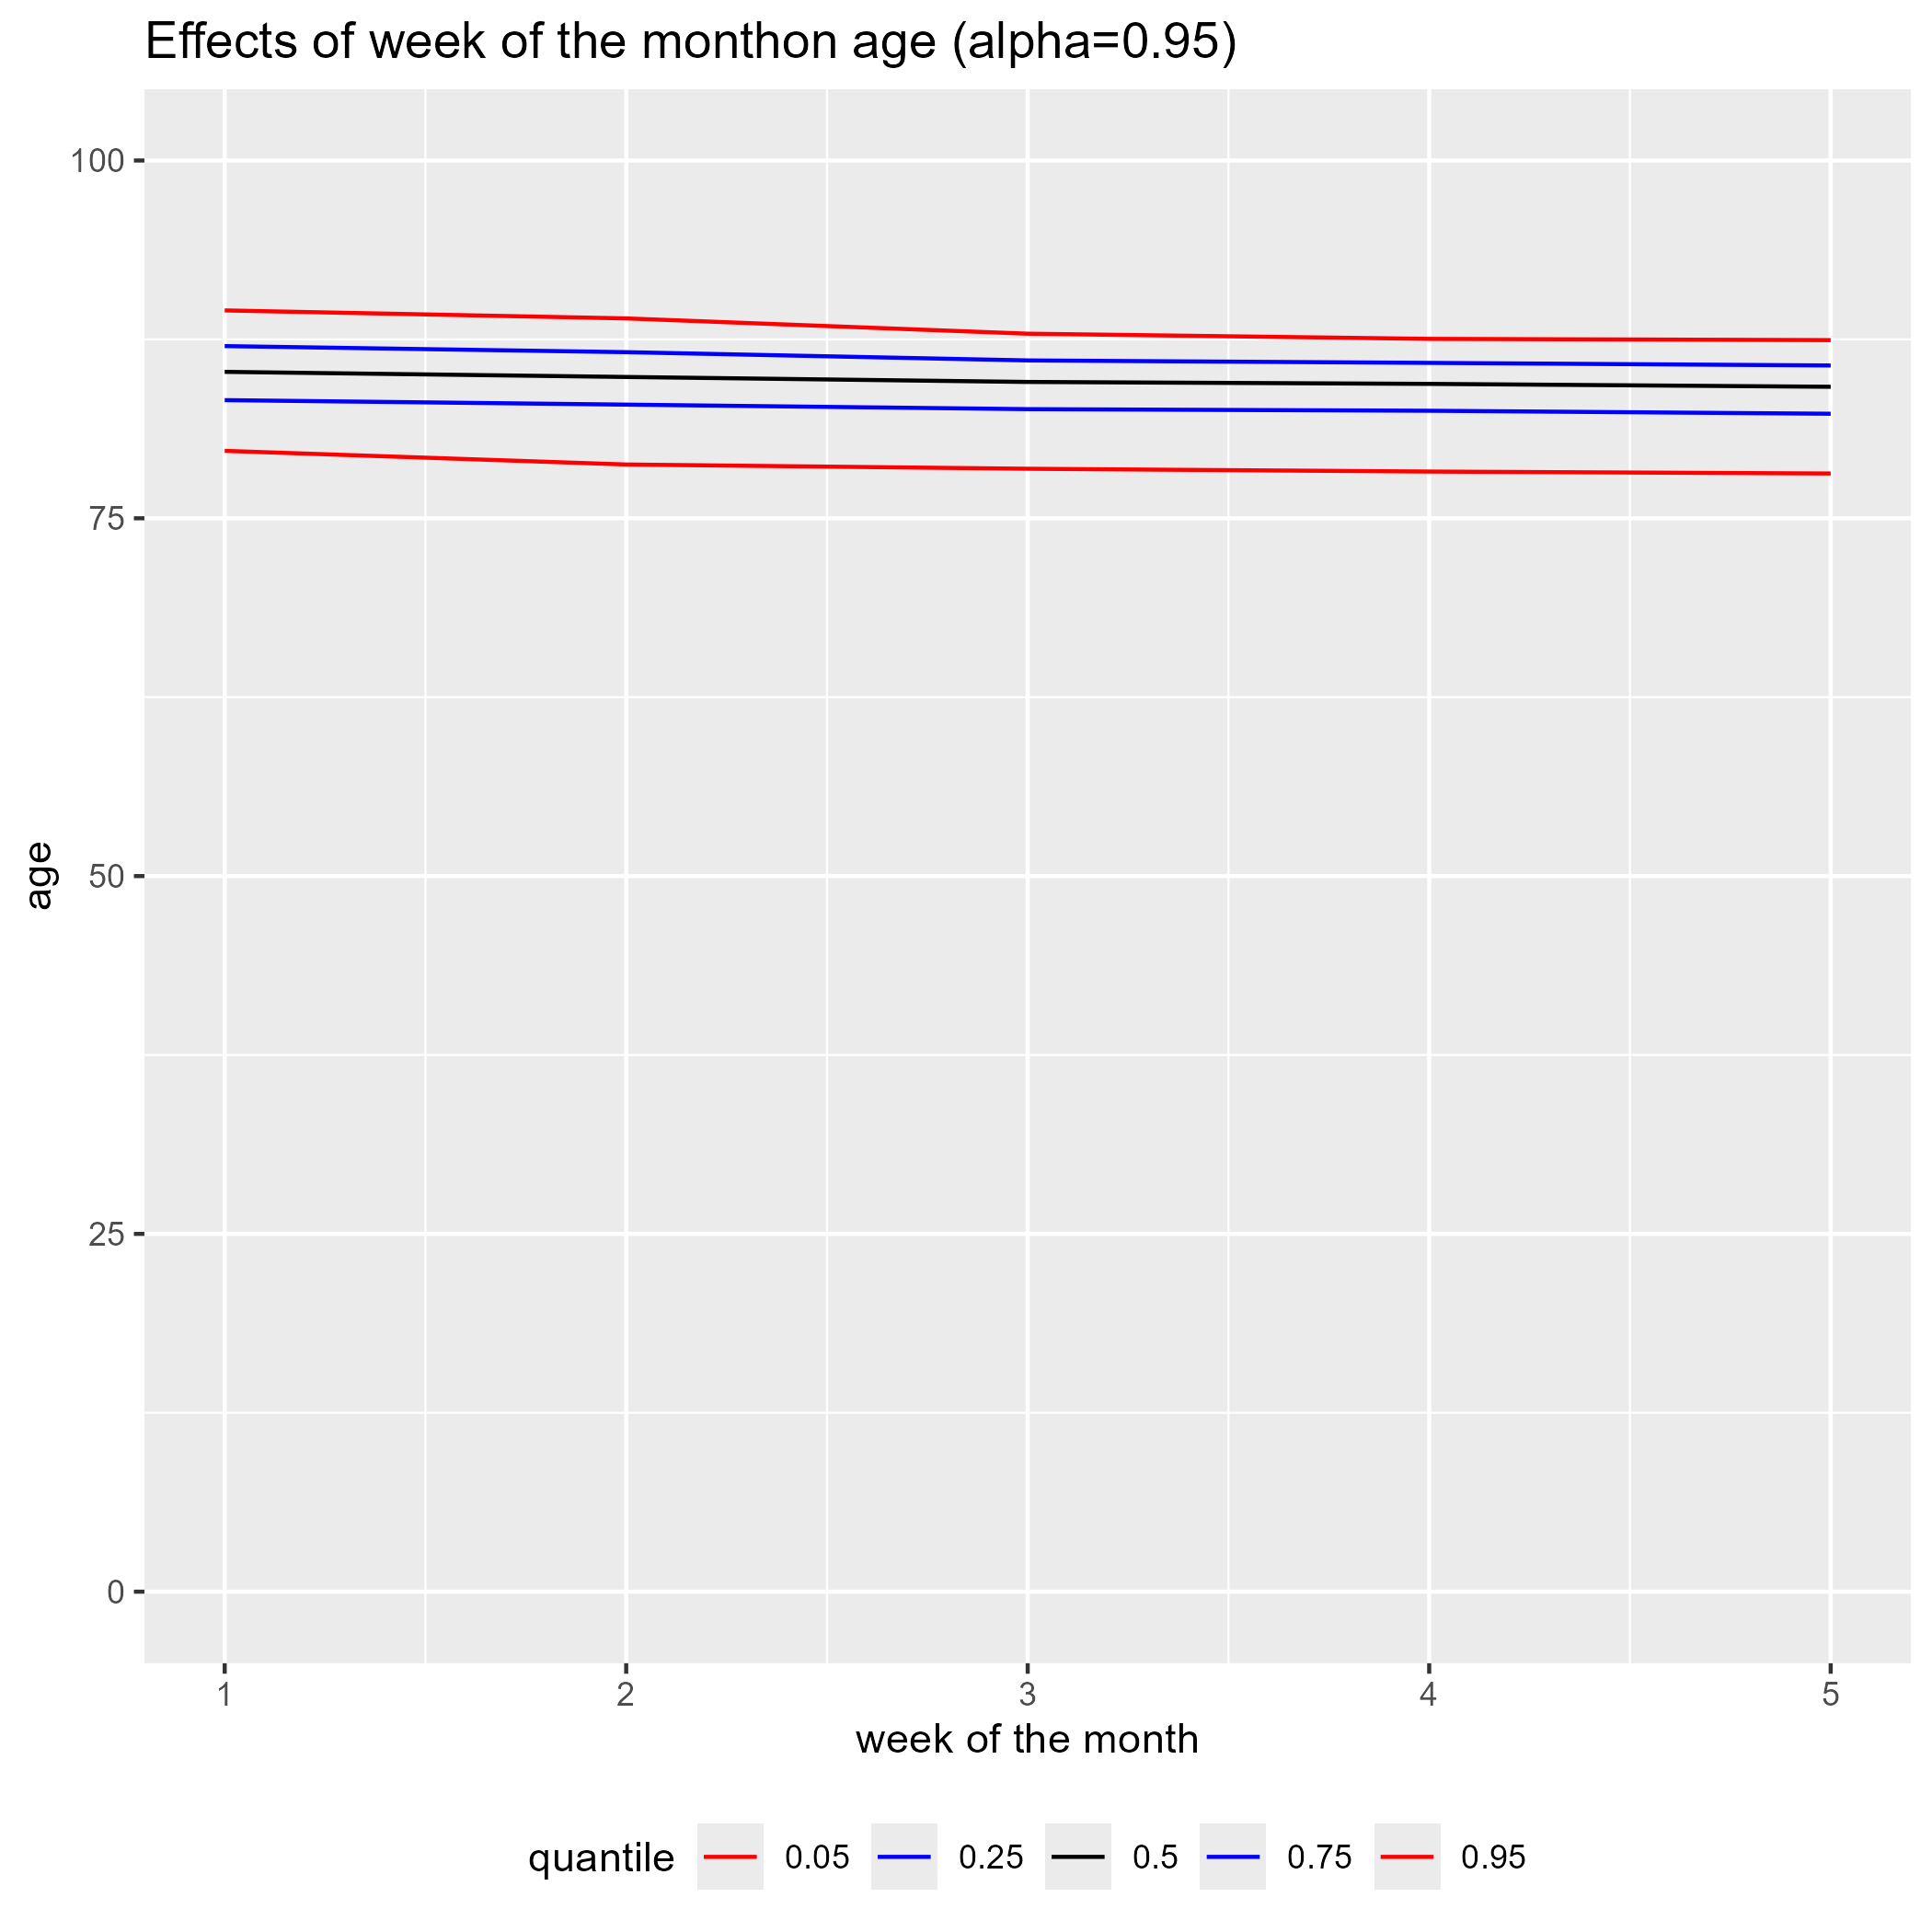 Effects of week of the monthon age (alpha=0.95)
100
75
50
25
0
age
1 2 3 4 5
week of the month
quantile 0.05 0.25 0.5 0.75 0.95